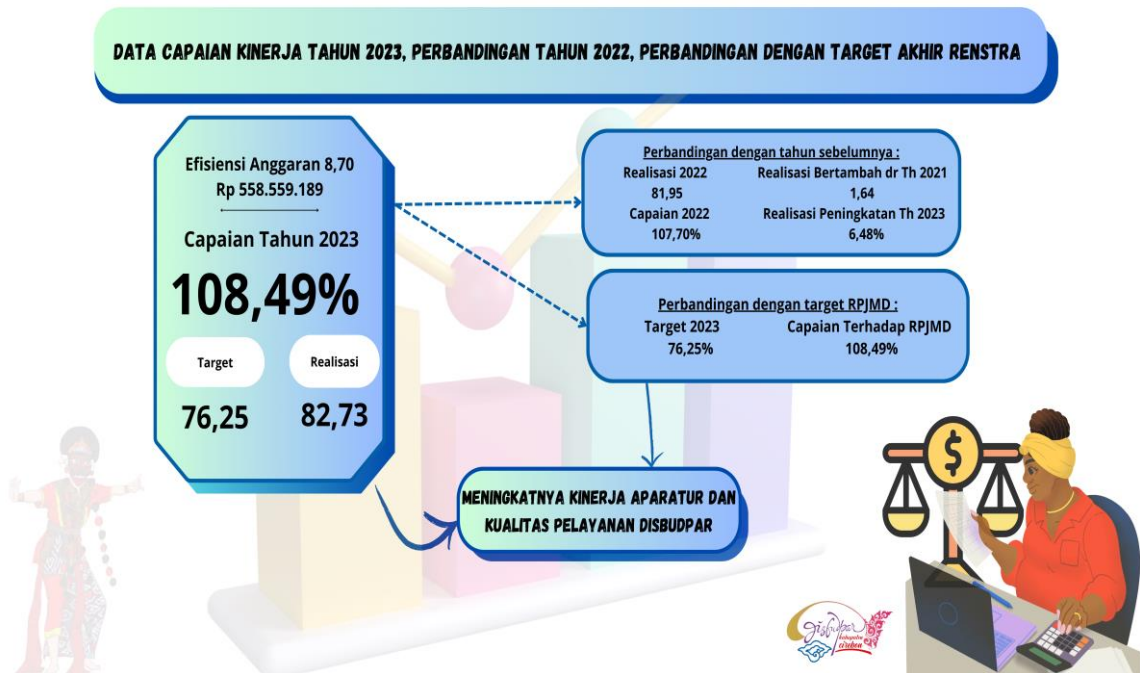 DATA CAPAIAN KINERJA TAHUN 2023, PERBANDINGAN TAHUN 2022, PERBANDINGAN DENGAN TARGET AKHIR RENSTRA
Efisiensi Anggaran 8,70
Rp 558.559.189
Capaian Tahun 2023
108,49%
Target Realisasi
76,25 82,73
Perbandingan dengan tahun sebelumnya :
Realisasi 2022 Realisasi Bertambah dr Th 2021
81,95 1,64
Capaian 2022 Realisasi Peningkatan Th 2023
107,70% 6,48%
Perbandingan dengan target RPJMD :
Target 2023 Capaian Terhadap RPJMD
76,25% 108,49%
MENINGKATNYA KINERJA APARATUR DAN
KUALITAS PELAYANAN DISBUDPAR
$
disbudpar
kabupaten
cirebon